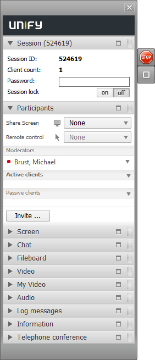 UNIFY
Session (524619)
Session ID: 524619
Client count: 1
Password:
Session lock on off
Participants
Share Screen None
Remote control None
Moderators
Brust, Michael
Active clients
Passive clients
Invite ...
Screen
Chat
Fileboard
Video
My Video
Audio
Log messages
Information
Telephone conference